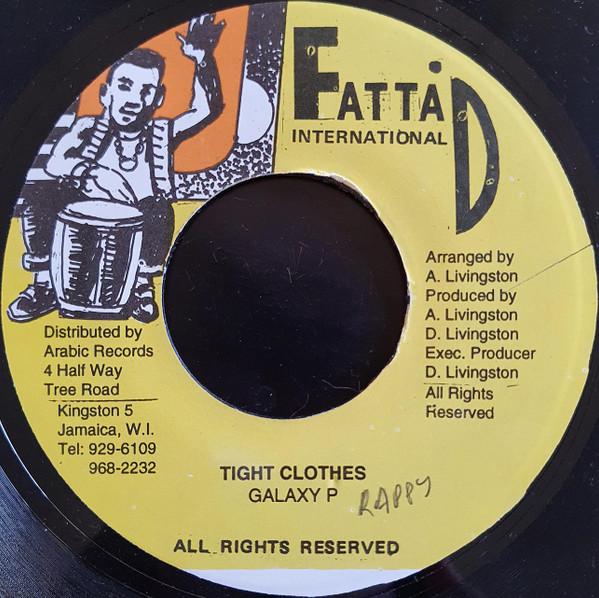 FATTA D
INTERNATIONAL
Arranged by
A. Livingston
Produced by
A. Livingston
D. Livingston
Exec. Producer
D. Livingston
All Rights
Reserved
Distributed by
Arabic Records
4 Half Way
Tree Road
Kingston 5
Jamaica, W.I.
Tel: 929-6109
968-2232
TIGHT CLOTHES
GALAXY P
RAPPY
ALL RIGHTS RESERVED